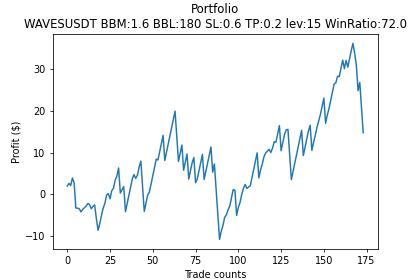 Portfolio
WAVESUSDT BBM:1.6 BBL:180 SL:0.6 TP:0.2 lev:15 WinRatio:72.0
Profit ($)
30
20
10
0
−10
0 25 50 75 100 125 150 175
Trade counts